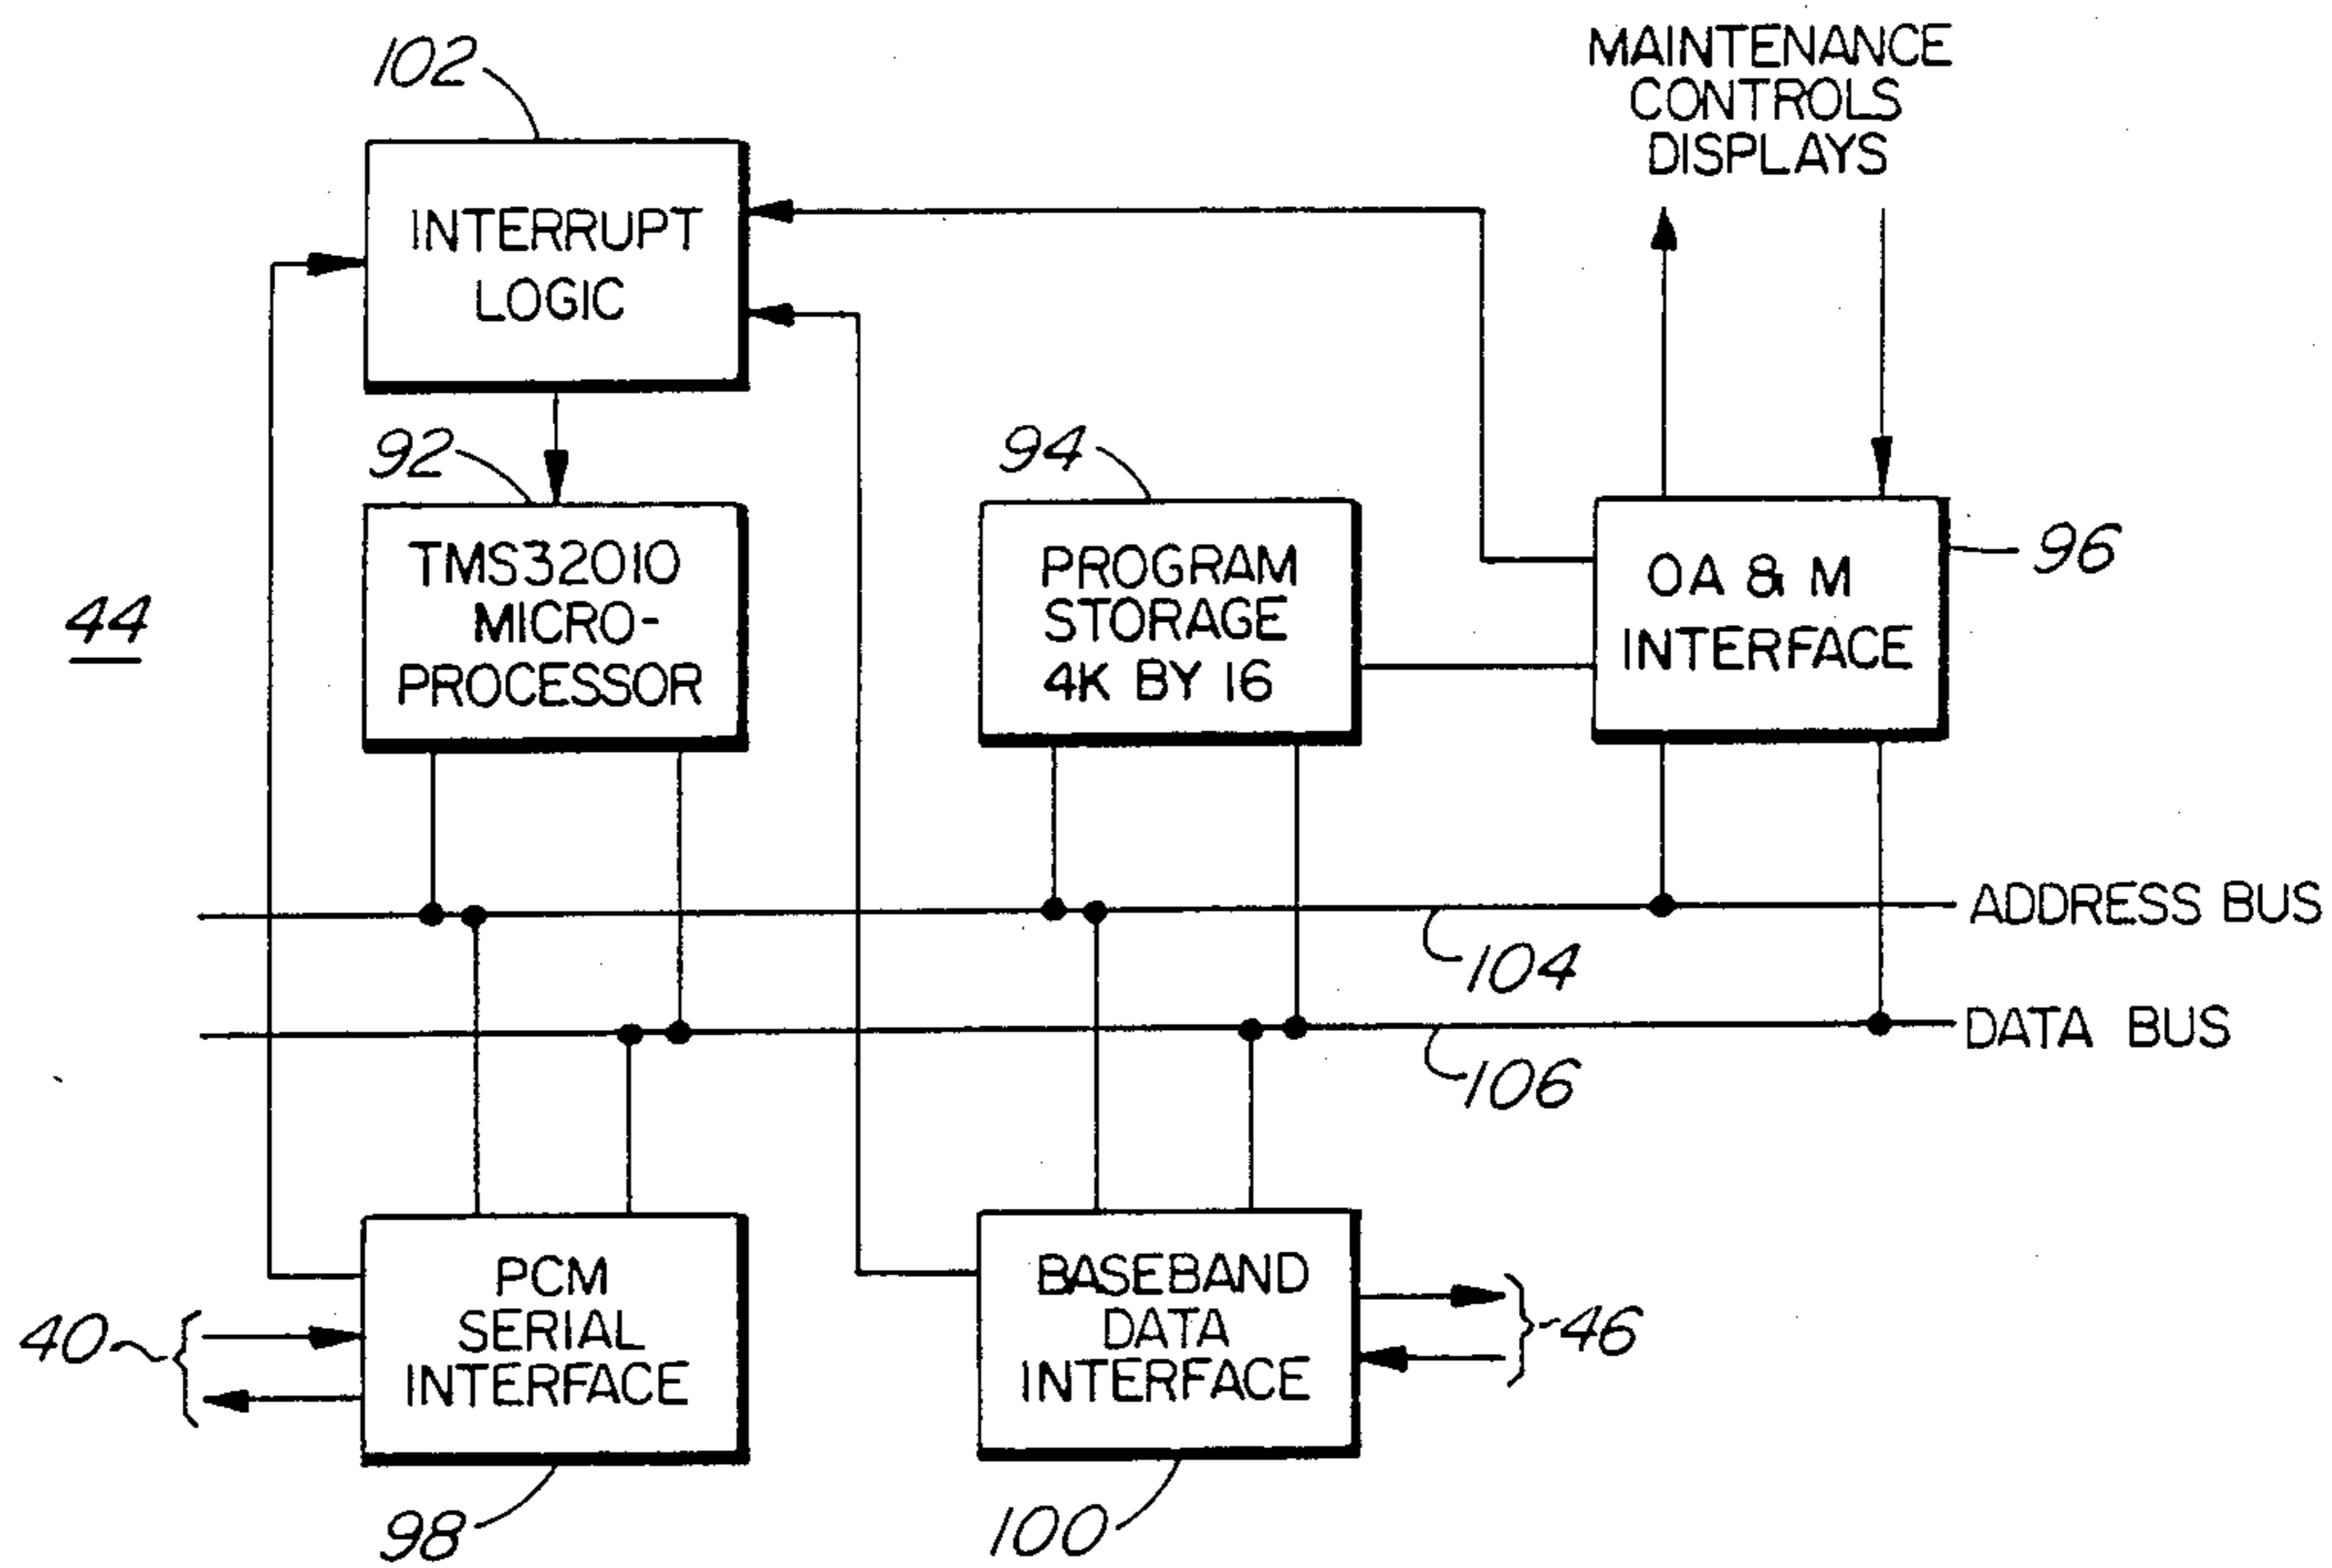 MAINTENANCE
CONTROLS
DISPLAYS
102
INTERRUPT
LOGIC
92
94
TMS32010
MICRO-
PROCESSOR
PROGRAM
STORAGE
4K BY 16
OA & M
INTERFACE
96
44
ADDRESS BUS
104
DATA BUS
106
PCM
SERIAL
INTERFACE
BASEBAND
DATA
INTERFACE
40
46
98
100